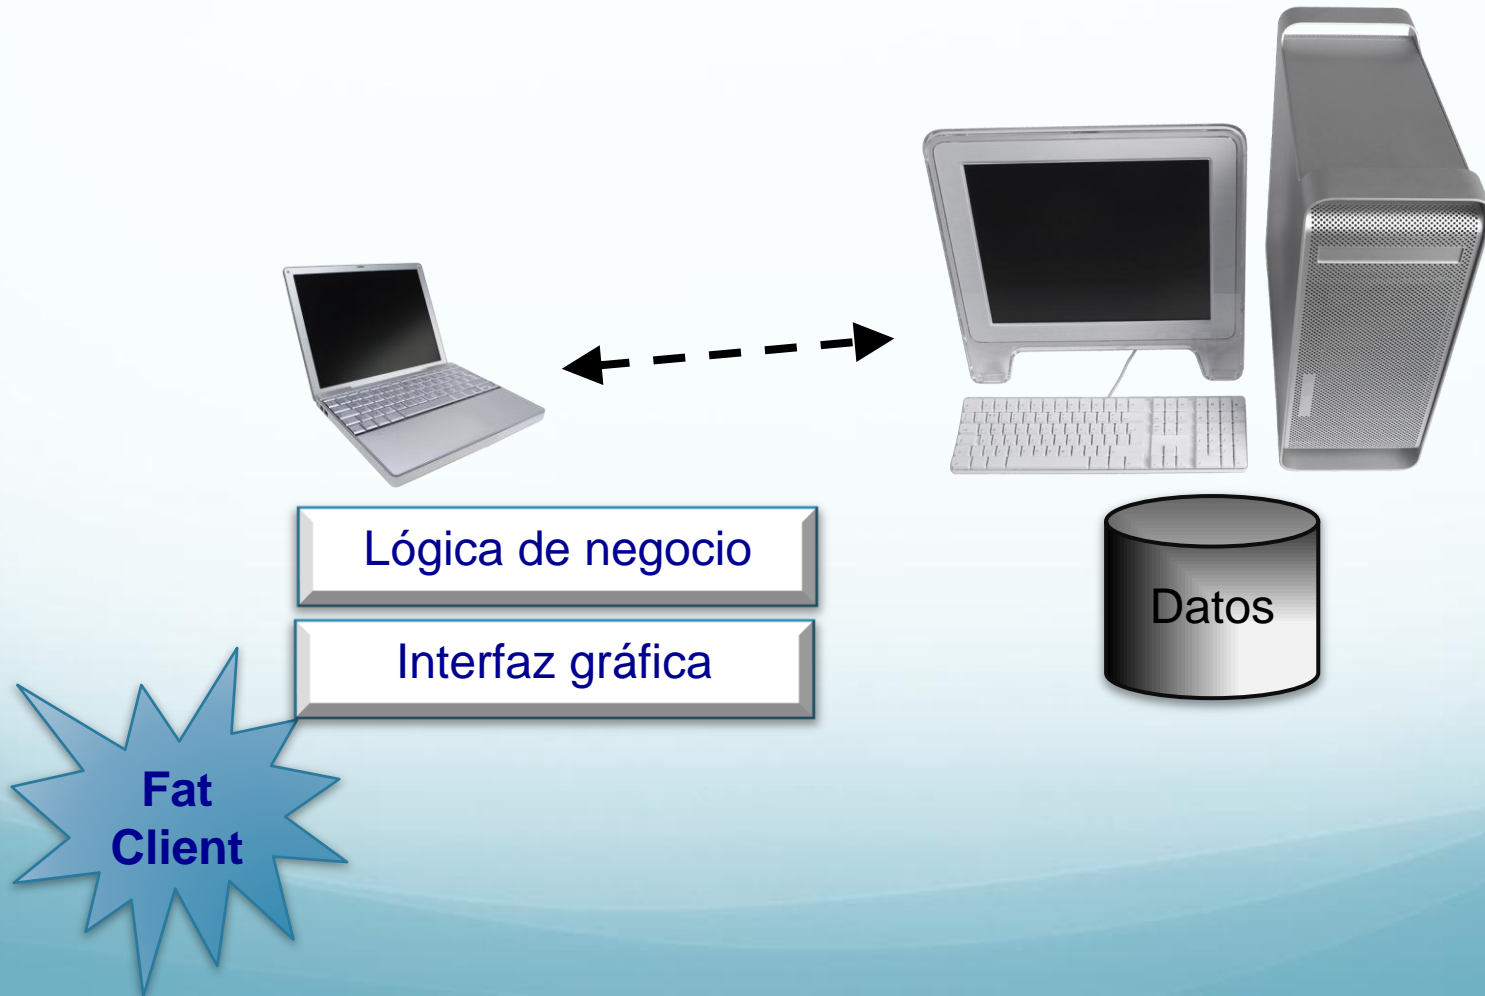 Lógica de negocio
Interfaz gráfica
Datos
Fat
Client